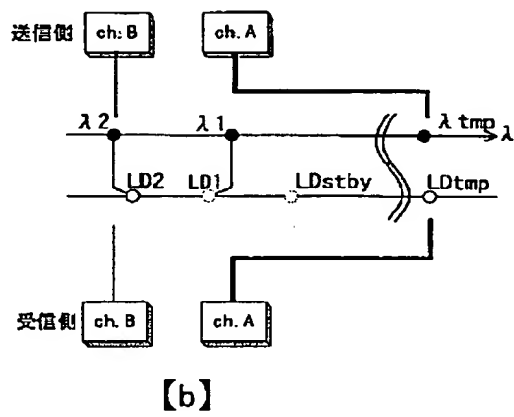 送信側 ch: B ch. A
λ2 λ1 λtmp
λ
LD2 LD1 LDstby LDtmp
受信側 ch. B ch. A
【b】